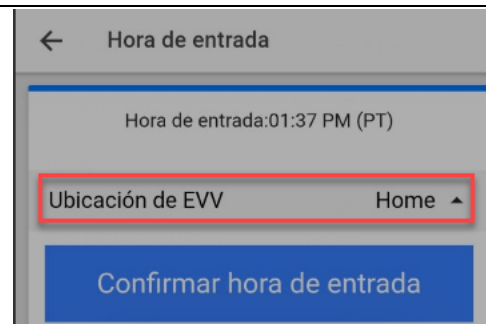 Hora de entrada
Hora de entrada:01:37 PM (PT)
Ubicación de EVV Home
Confirmar hora de entrada